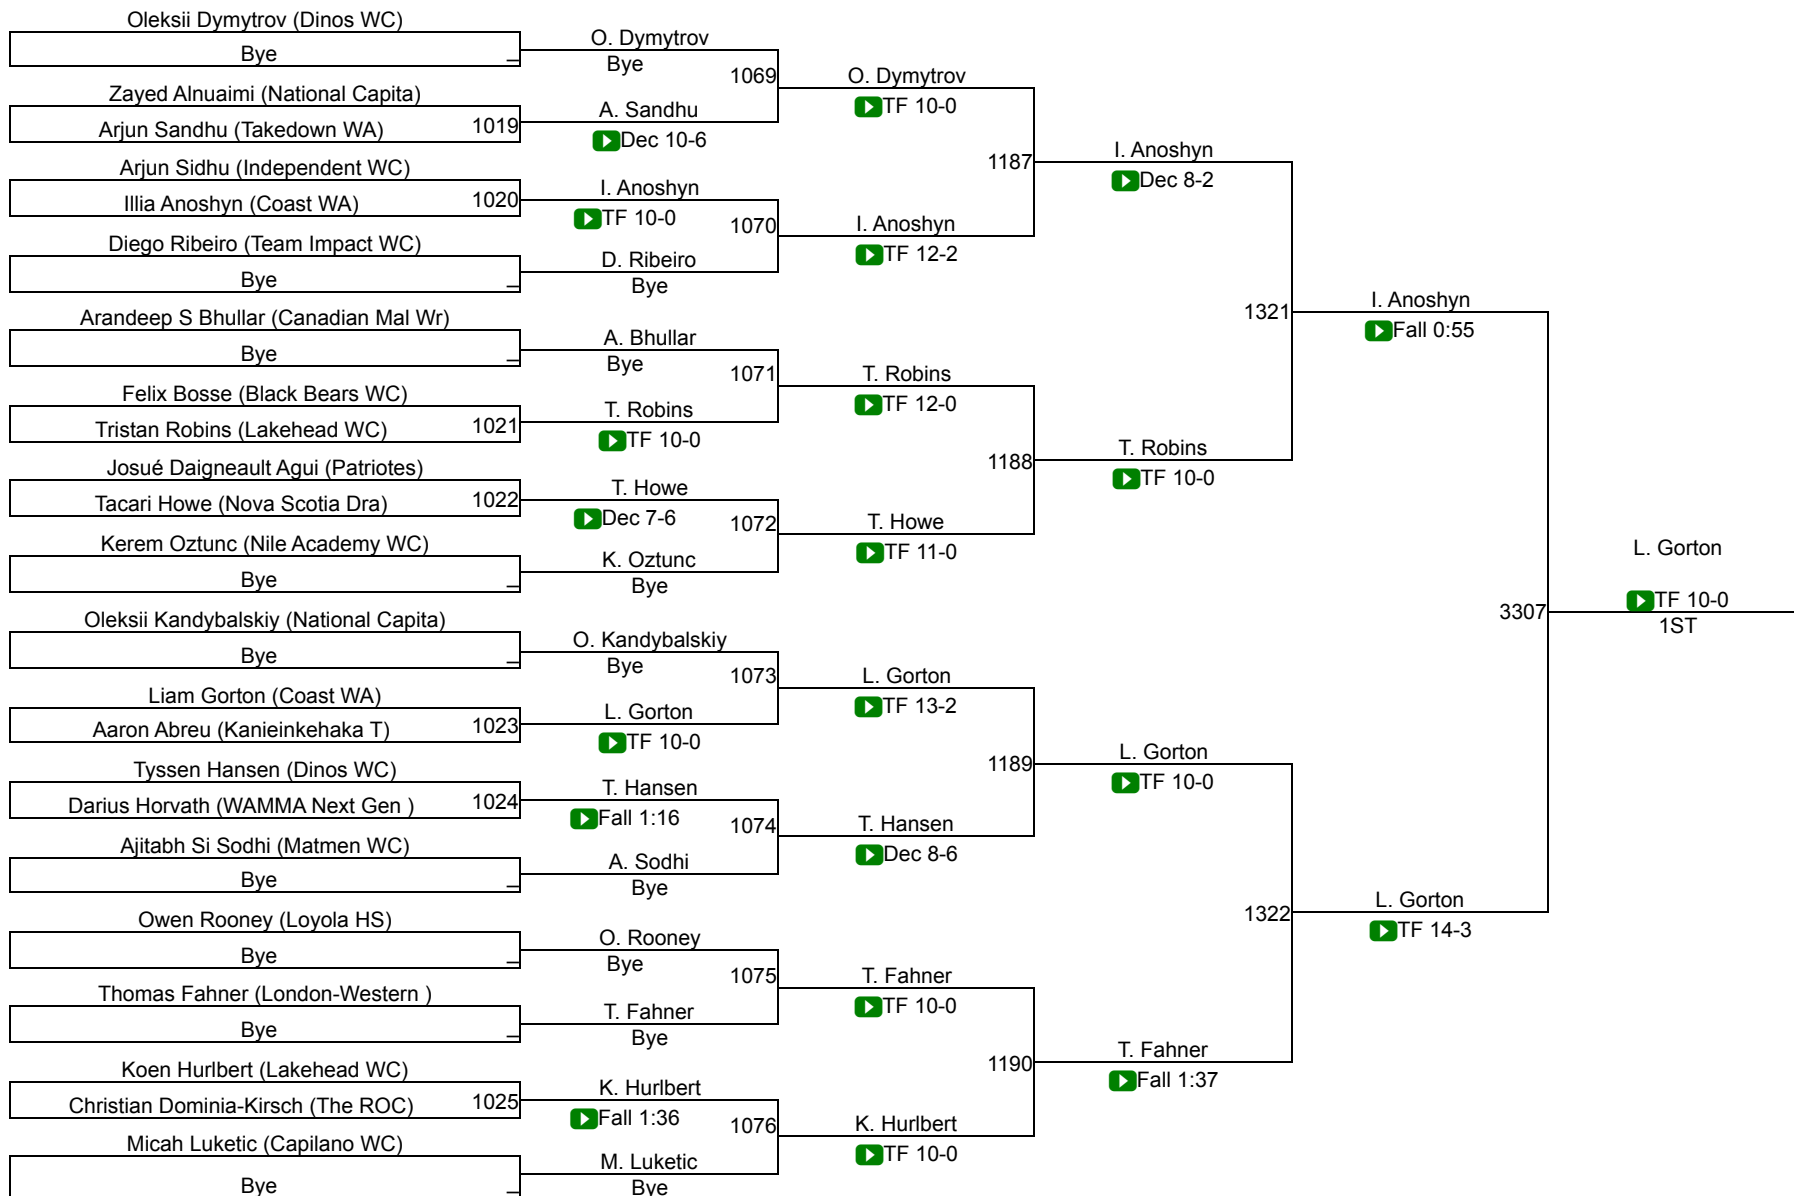 Oleksii Dymytrov (Dinos WC)
Bye
Zayed Alnuaimi (National Capita)
Arjun Sandhu (Takedown WA) 1019
Arjun Sidhu (Independent WC)
Illia Anoshyn (Coast WA) 1020
Diego Ribeiro (Team Impact WC)
Bye
Arandeep S Bhullar (Canadian Mal Wr)
Bye
Felix Bosse (Black Bears WC)
Tristan Robins (Lakehead WC) 1021
Josué Daigneault Agui (Patriotes)
Tacari Howe (Nova Scotia Dra) 1022
Kerem Oztunc (Nile Academy WC)
Bye
Oleksii Kandybalskiy (National Capita)
Bye
Liam Gorton (Coast WA)
Aaron Abreu (Kanieinkehaka T) 1023
Tyssen Hansen (Dinos WC)
Darius Horvath (WAMMA Next Gen ) 1024
Ajitabh Si Sodhi (Matmen WC)
Bye
Owen Rooney (Loyola HS)
Bye
Thomas Fahner (London-Western )
Bye
Koen Hurlbert (Lakehead WC)
Christian Dominia-Kirsch (The ROC) 1025
Micah Luketic (Capilano WC)
Bye
O. Dymytrov
Bye
1069
A. Sandhu
Dec 10-6
I. Anoshyn
TF 10-0
1070
D. Ribeiro
Bye
A. Bhullar
Bye
1071
T. Robins
TF 10-0
T. Howe
Dec 7-6
1072
K. Oztunc
Bye
O. Kandybalskiy
Bye
1073
L. Gorton
TF 10-0
T. Hansen
Fall 1:16
1074
A. Sodhi
Bye
O. Rooney
Bye
1075
T. Fahner
Bye
K. Hurlbert
Fall 1:36
1076
M. Luketic
Bye
O. Dymytrov
TF 10-0
1187
I. Anoshyn
TF 12-2
T. Robins
TF 12-0
1188
T. Howe
TF 11-0
L. Gorton
TF 13-2
1189
T. Hansen
Dec 8-6
T. Fahner
TF 10-0
1190
K. Hurlbert
TF 10-0
I. Anoshyn
Dec 8-2
1321
T. Robins
TF 10-0
L. Gorton
TF 10-0
1322
T. Fahner
Fall 1:37
I. Anoshyn
Fall 0:55
3307
L. Gorton
TF 14-3
L. Gorton
TF 10-0
1ST